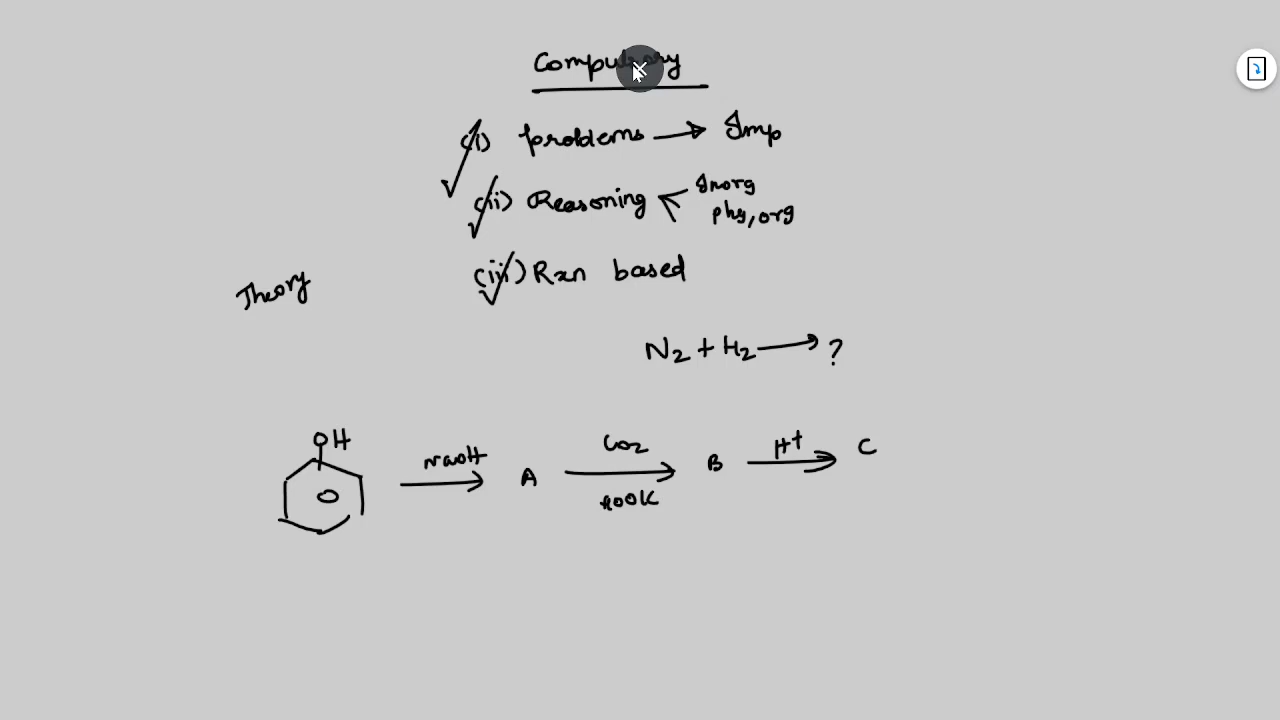 Compulsory
(i) problems → Imp
(ii) Reasoning
Inorg
phy, org
(iii) Rxn based
Theory
N2 + H2 → ?
OH
NaOH
A
CO2
400K
B
H+
C